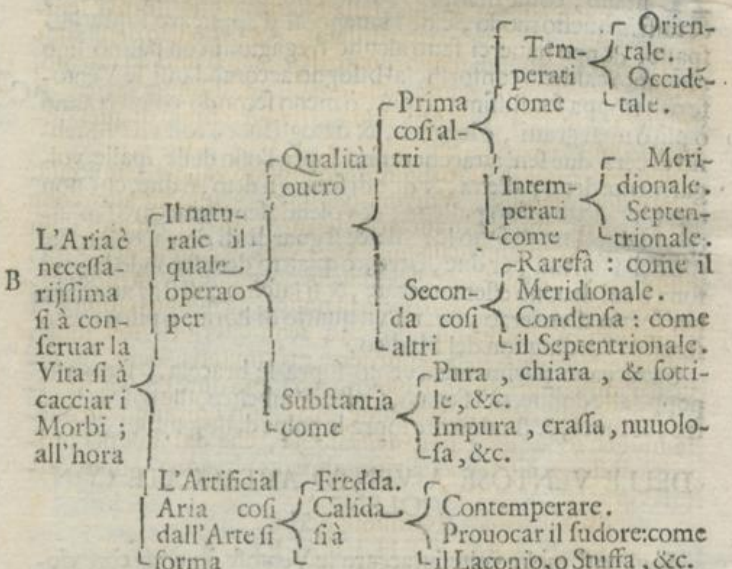 B
L'Aria è
necessa-
rijssima
si à con-
seruar la
Vita si à
cacciar i
Morbi ;
all'hora
Il natu-
rale il
quale
opera o
per
Qualità
ouero
Prima
così al-
tri
Tem-
perati
come
Orien-
tale.
Occidē-
tale.
Intem-
perati
come
Meri-
dionale.
Septen-
trionale.
Secon-
da così
altri
Rarefà : come il
Meridionale.
Condensa : come
il Septentrionale.
Substantia
come
Pura , chiara , & sotti-
le , &c.
Impura , crassa , nuuolo-
sa , &c.
L'Artificial
Aria così
dall'Arte si
forma
Fredda.
Calida
si à
Contemperare.
Prouocar il sudore:come
il Laconio, o Stuffa , &c.